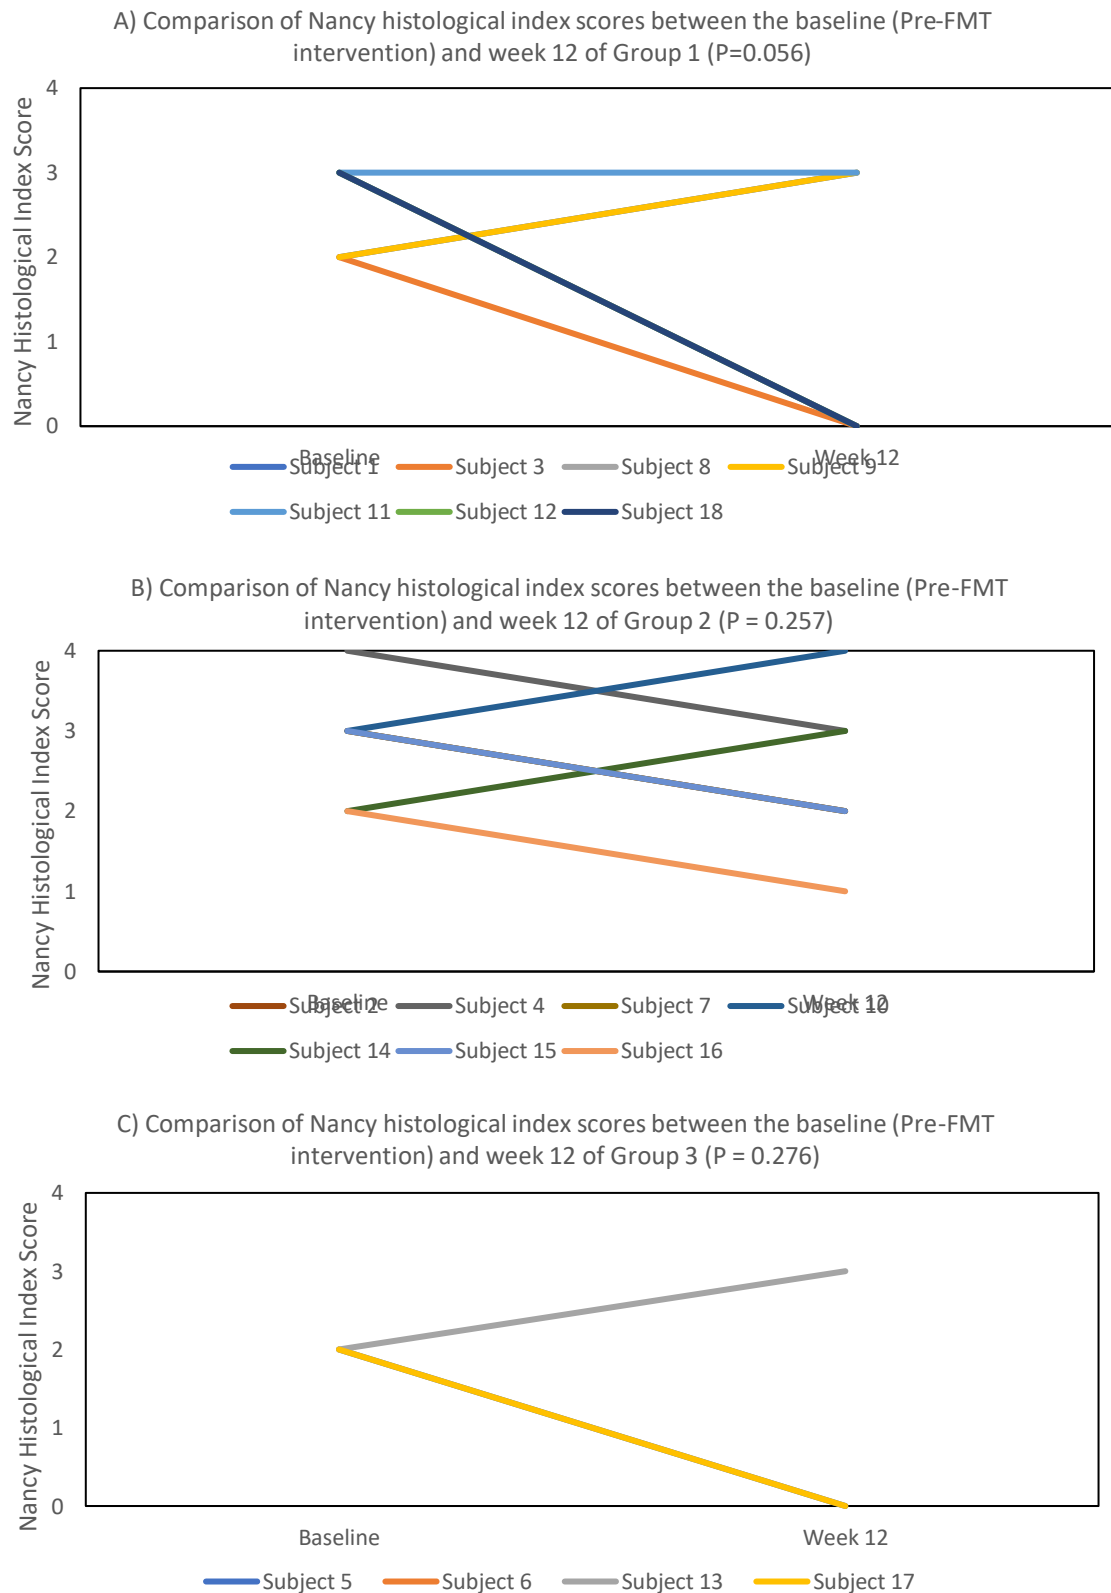 A) Comparison of Nancy histological index scores between the baseline (Pre-FMT
intervention) and week 12 of Group 1 (P=0.056)
Nancy Histological Index Score
4
3
2
1
0
Baseline
Week 12
Subject 1
Subject 3
Subject 8
Subject 9
Subject 11
Subject 12
Subject 18
B) Comparison of Nancy histological index scores between the baseline (Pre-FMT
intervention) and week 12 of Group 2 (P = 0.257)
Nancy Histological Index Score
4
3
2
1
0
Baseline
Week 12
Subject 2
Subject 4
Subject 7
Subject 10
Subject 14
Subject 15
Subject 16
C) Comparison of Nancy histological index scores between the baseline (Pre-FMT
intervention) and week 12 of Group 3 (P = 0.276)
Nancy Histological Index Score
4
3
2
1
0
Baseline
Week 12
Subject 5
Subject 6
Subject 13
Subject 17